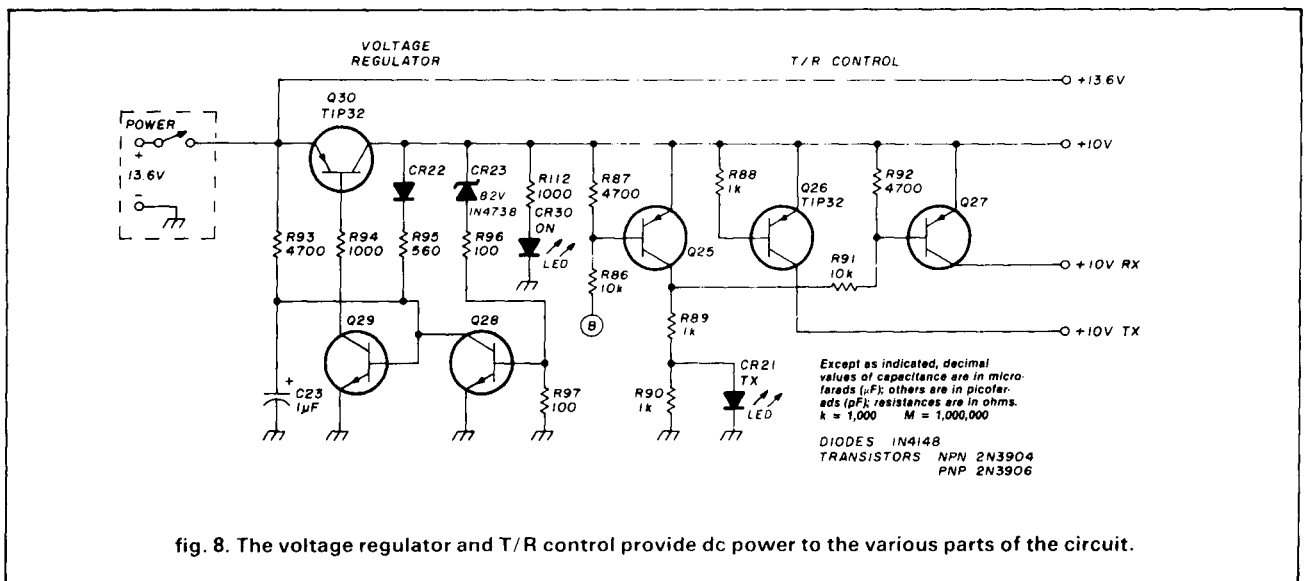 VOLTAGE
REGULATOR
T/R CONTROL
+13.6V
Q30
TIP32
POWER
+
13.6V
−
+10V
CR22
CR23
82V
1N4738
R112
1000
CR30
ON
LED
R87
4700
R88
1k
Q26
TIP32
R92
4700
Q27
R93
4700
R94
1000
R95
560
R96
100
Q25
R86
10k
R91
10k
+10V RX
B
Q29
Q28
R89
1k
+10V TX
+
C23
1μF
R97
100
R90
1k
CR21
TX
LED
Except as indicated, decimal
values of capacitance are in micro-
farads (μF); others are in picofar-
ads (pF); resistances are in ohms.
k = 1,000 M = 1,000,000
DIODES 1N4148
TRANSISTORS NPN 2N3904
PNP 2N3906
fig. 8. The voltage regulator and T/R control provide dc power to the various parts of the circuit.